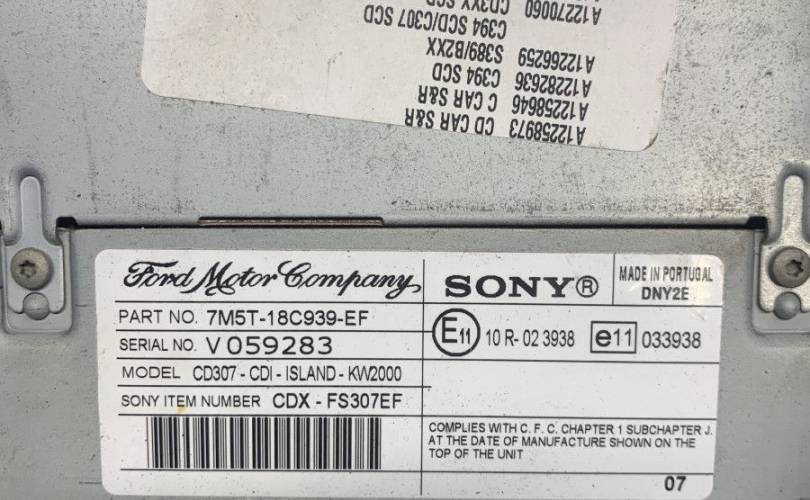 A12258973 CD CAR S&R
A12258646 C CAR S&R
A12282636 C394 SCD
A12266259 S389/B2XX
C394 SCD/C307 SCD
A12270060 CD3XX SCD
Ford Motor Company
SONY®
MADE IN PORTUGAL
DNY2E
PART NO. 7M5T-18C939-EF
SERIAL NO. V 059283
E11 10 R- 02 3938 e11 033938
MODEL CD307 - CDI - ISLAND - KW2000
SONY ITEM NUMBER CDX - FS307EF
COMPLIES WITH C. F. C. CHAPTER 1 SUBCHAPTER J.
AT THE DATE OF MANUFACTURE SHOWN ON THE
TOP OF THE UNIT
07